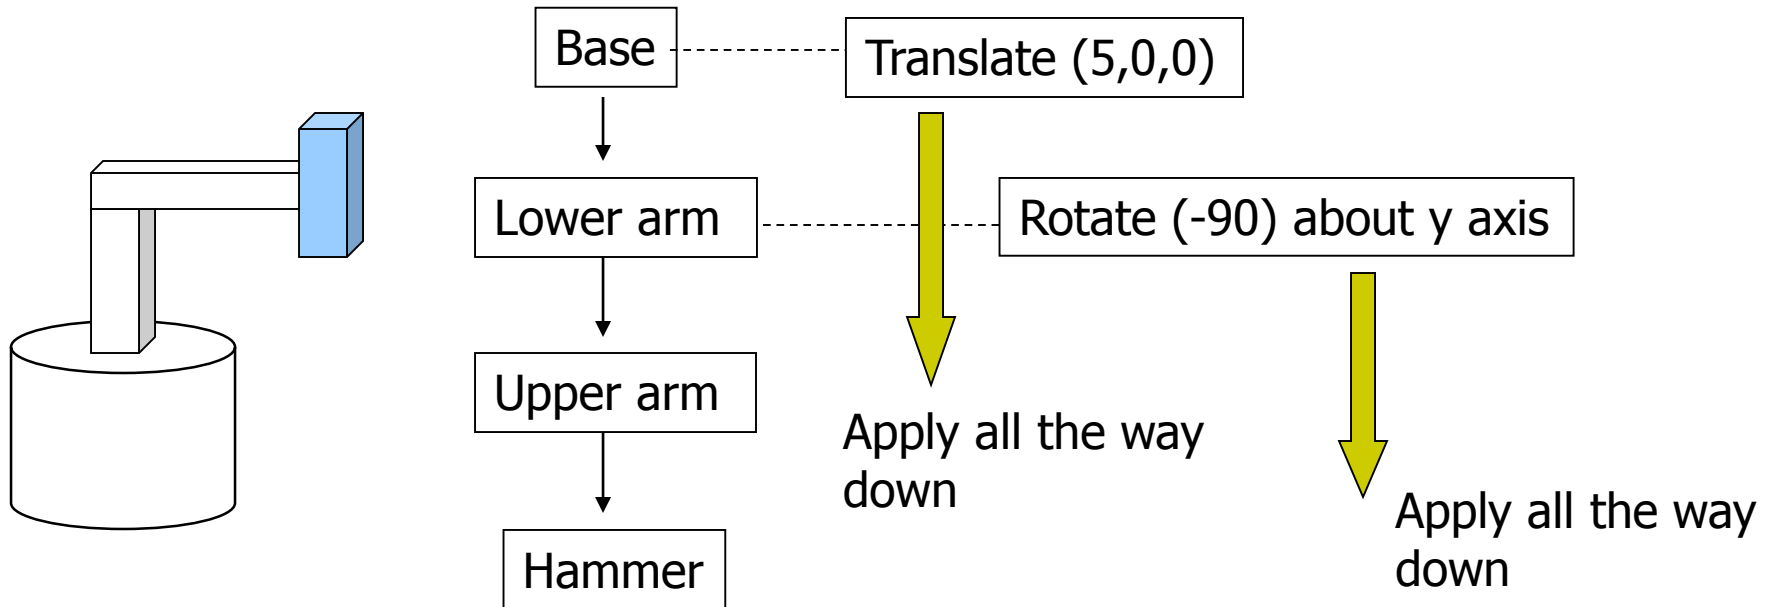 Base
Translate (5,0,0)
Lower arm
Rotate (-90) about y axis
Upper arm
Apply all the way
down
Apply all the way
down
Hammer